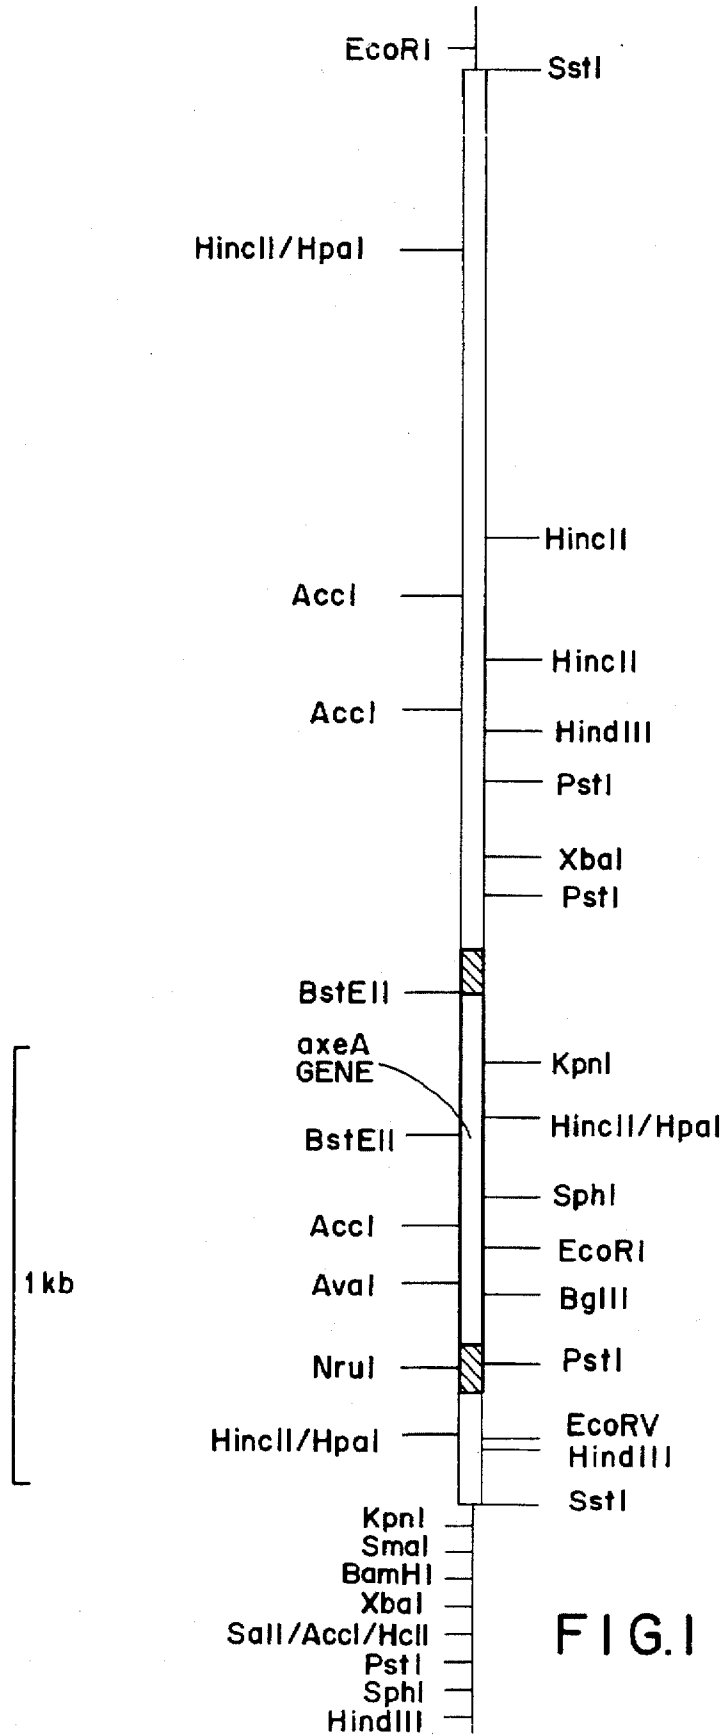 EcoRI
SstI
HincII/HpaI
HincII
AccI
HincII
AccI
HindIII
PstI
XbaI
PstI
BstEII
axeA
GENE
KpnI
HincII/HpaI
BstEII
SphI
AccI
EcoRI
1kb
AvaI
BglII
NruI
PstI
HincII/HpaI
EcoRV
HindIII
SstI
KpnI
SmaI
BamHI
XbaI
SalI/AccI/HcII
PstI
SphI
HindIII
FIG.1